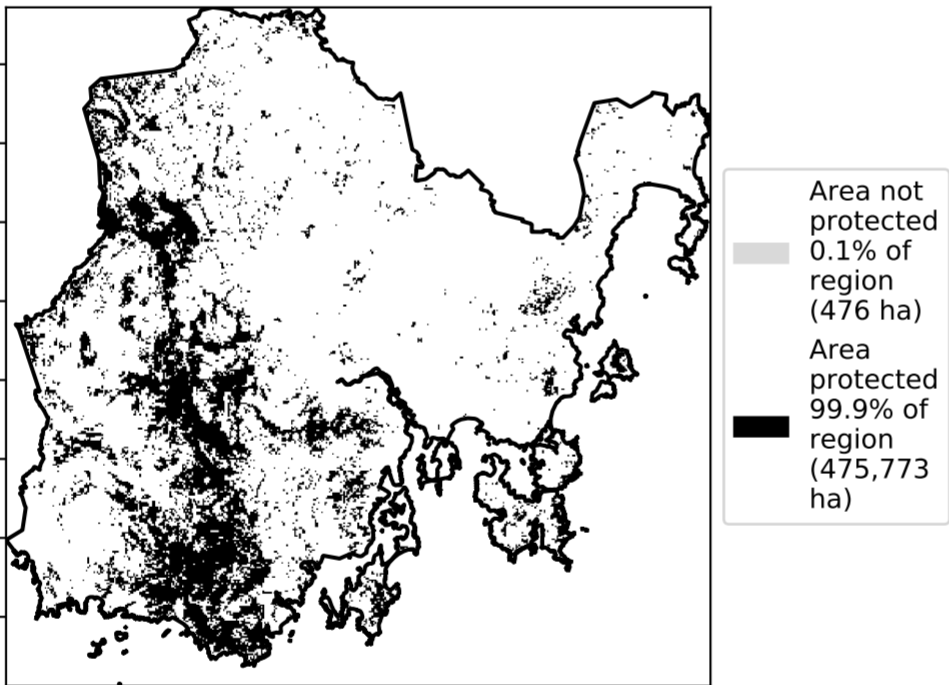 Area not
protected
0.1% of
region
(476 ha)
Area
protected
99.9% of
region
(475,773
ha)